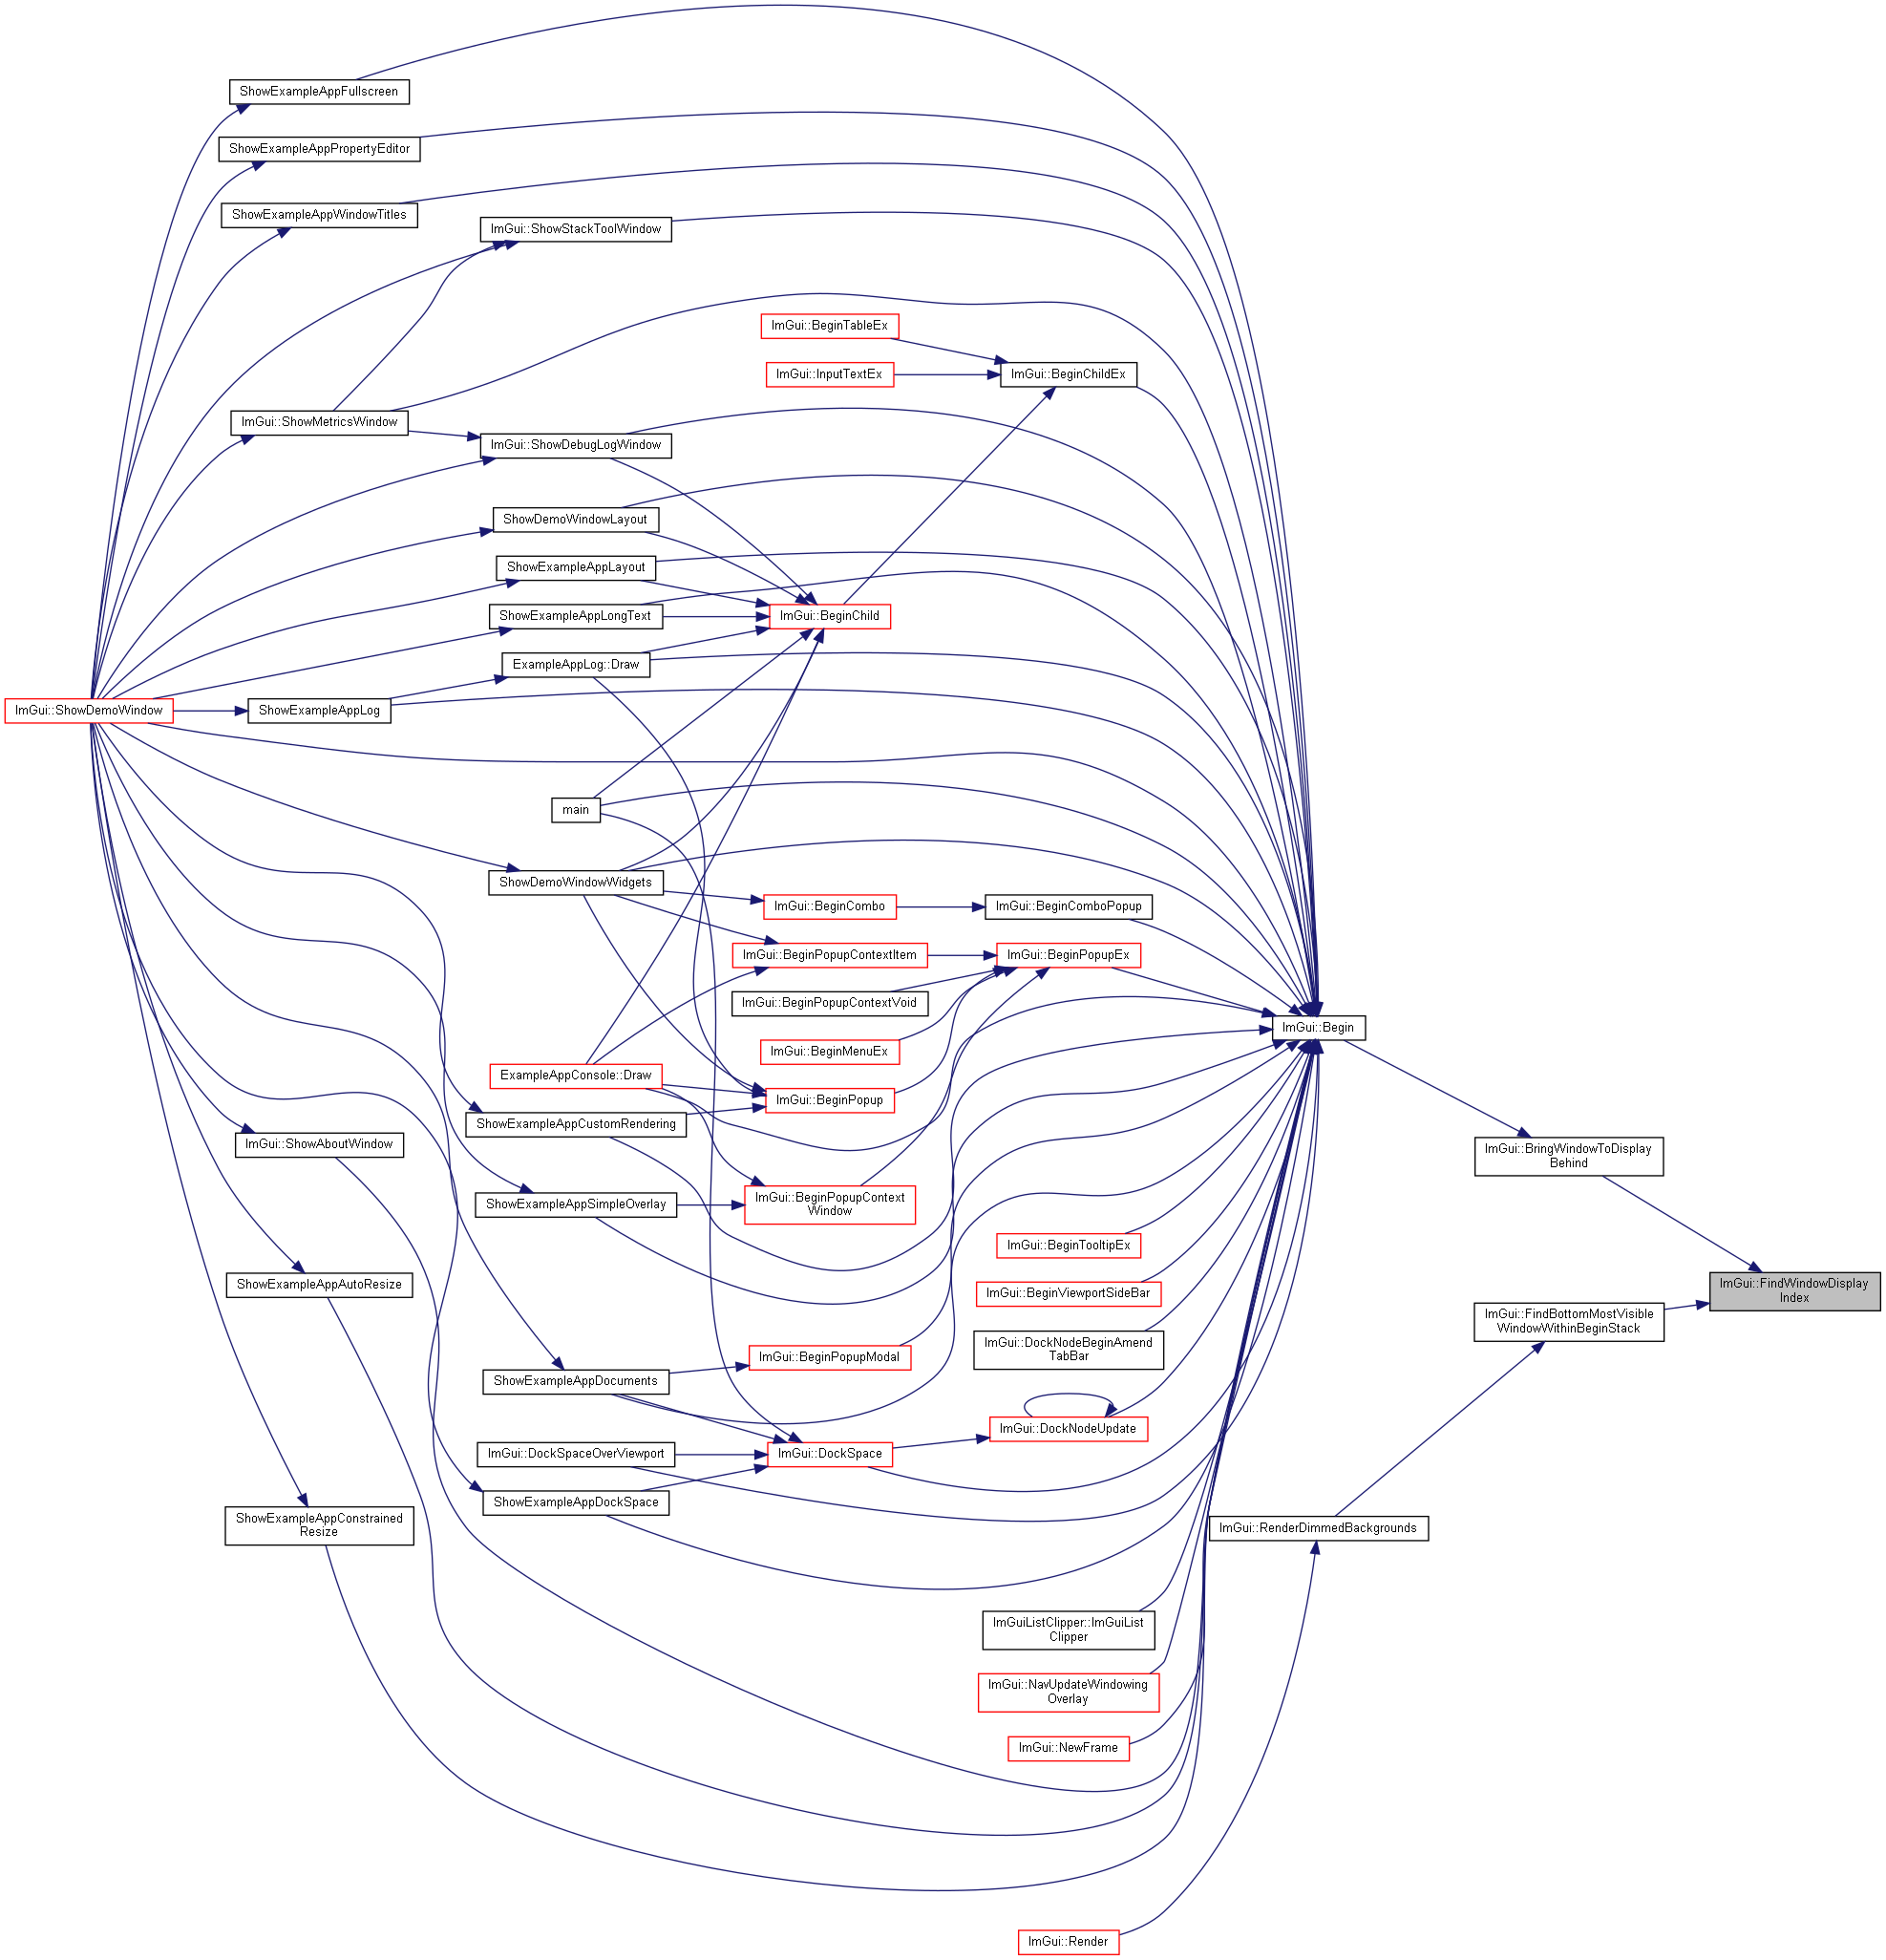 ShowExampleAppFullscreen
ShowExampleAppPropertyEditor
ShowExampleAppWindowTitles
ImGui::ShowStackToolWindow
ImGui::BeginTableEx
ImGui::InputTextEx
ImGui::BeginChildEx
ImGui::ShowMetricsWindow
ImGui::ShowDebugLogWindow
ShowDemoWindowLayout
ShowExampleAppLayout
ShowExampleAppLongText
ImGui::BeginChild
ExampleAppLog::Draw
ImGui::ShowDemoWindow
ShowExampleAppLog
main
ShowDemoWindowWidgets
ImGui::BeginCombo
ImGui::BeginComboPopup
ImGui::BeginPopupContextItem
ImGui::BeginPopupEx
ImGui::BeginPopupContextVoid
ImGui::Begin
ImGui::BeginMenuEx
ExampleAppConsole::Draw
ImGui::BeginPopup
ShowExampleAppCustomRendering
ImGui::ShowAboutWindow
ImGui::BringWindowToDisplay
Behind
ShowExampleAppSimpleOverlay
ImGui::BeginPopupContext
Window
ImGui::BeginTooltipEx
ShowExampleAppAutoResize
ImGui::BeginViewportSideBar
ImGui::FindWindowDisplay
Index
ImGui::FindBottomMostVisible
WindowWithinBeginStack
ImGui::DockNodeBeginAmend
TabBar
ImGui::BeginPopupModal
ShowExampleAppDocuments
ImGui::DockNodeUpdate
ImGui::DockSpaceOverViewport
ImGui::DockSpace
ShowExampleAppDockSpace
ShowExampleAppConstrained
Resize
ImGui::RenderDimmedBackgrounds
ImGuiListClipper::ImGuiList
Clipper
ImGui::NavUpdateWindowing
Overlay
ImGui::NewFrame
ImGui::Render